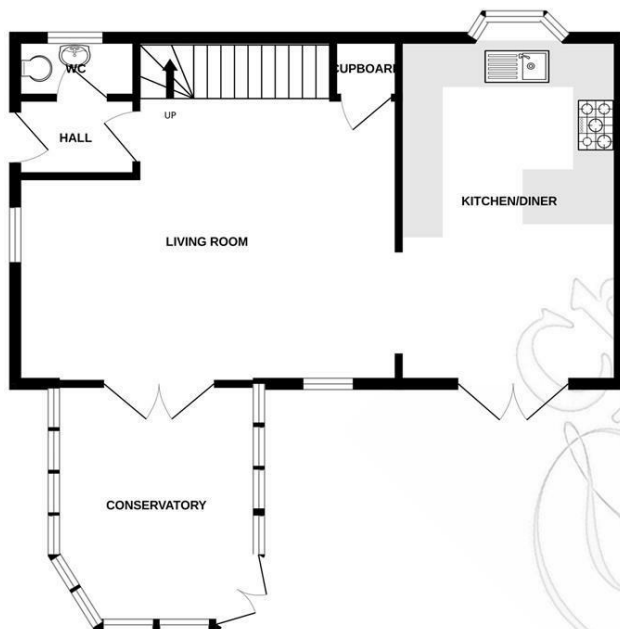 WC
CUPBOARD
UP
HALL
KITCHEN/DINER
LIVING ROOM
CONSERVATORY